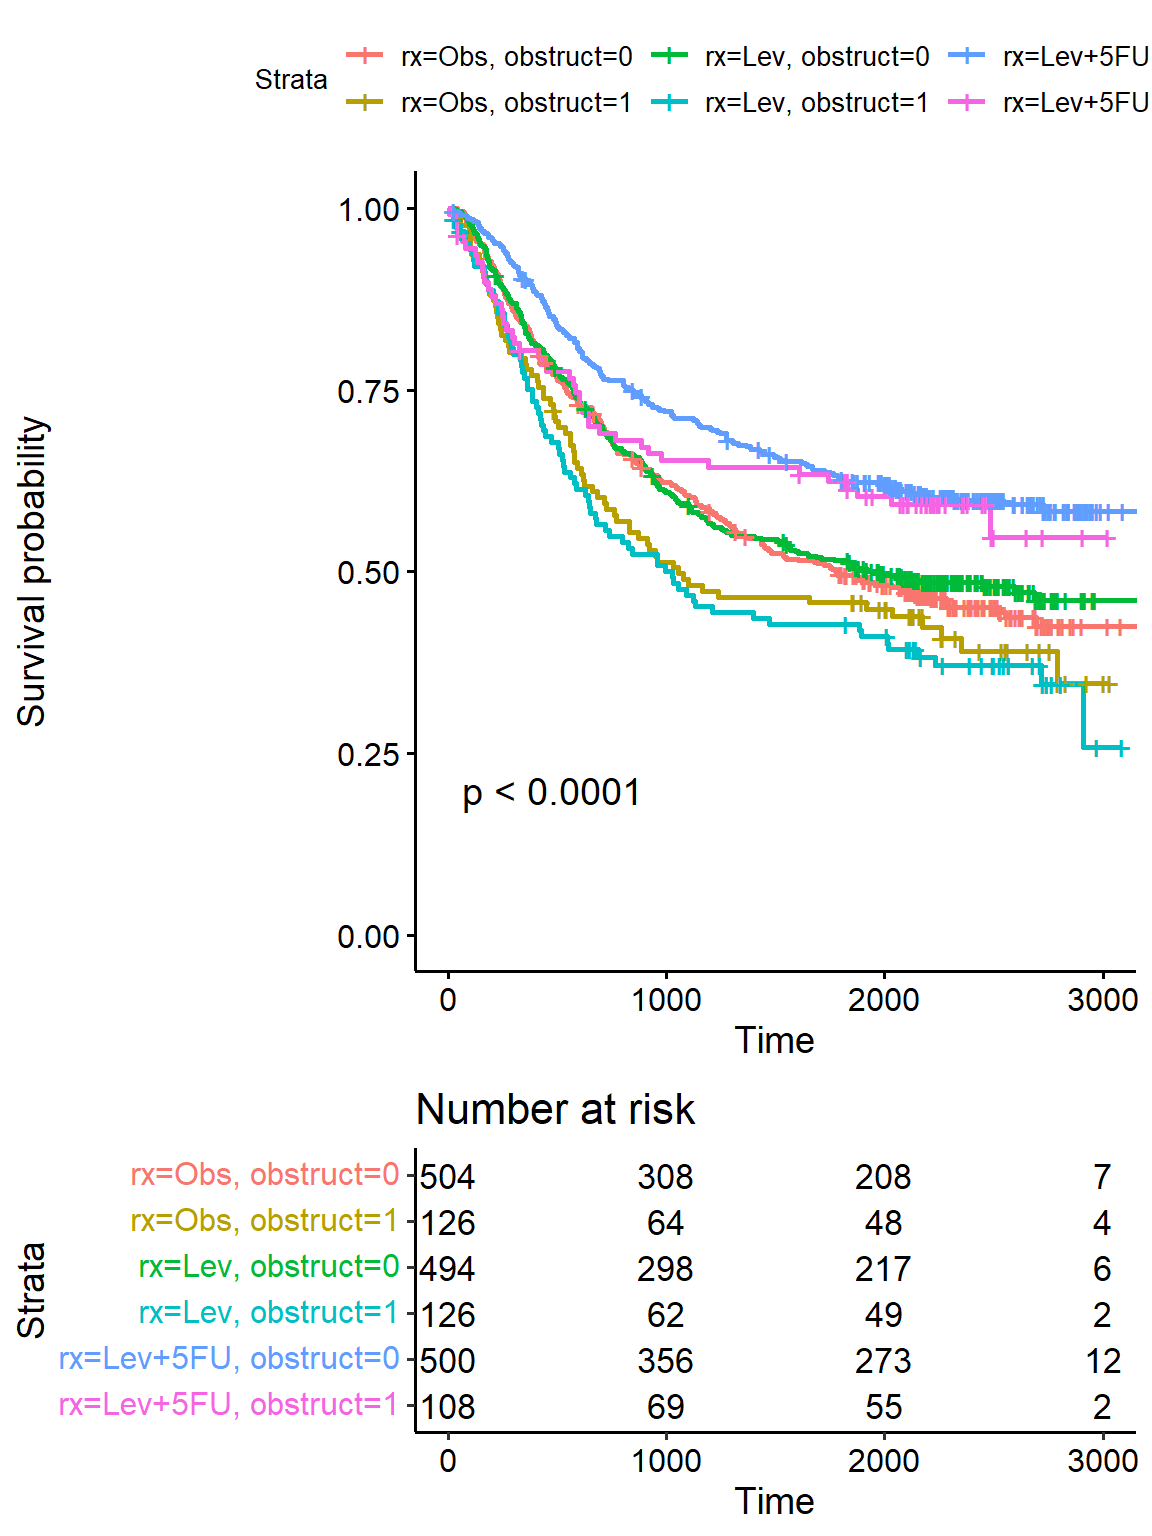 Strata rx=Obs, obstruct=0 rx=Lev, obstruct=0 rx=Lev+5FU
rx=Obs, obstruct=1 rx=Lev, obstruct=1 rx=Lev+5FU
Survival probability
1.00
0.75
0.50
0.25
0.00
p < 0.0001
0 1000 2000 3000
Time
Number at risk
Strata
rx=Obs, obstruct=0 504 308 208 7
rx=Obs, obstruct=1 126 64 48 4
rx=Lev, obstruct=0 494 298 217 6
rx=Lev, obstruct=1 126 62 49 2
rx=Lev+5FU, obstruct=0 500 356 273 12
rx=Lev+5FU, obstruct=1 108 69 55 2
0 1000 2000 3000
Time